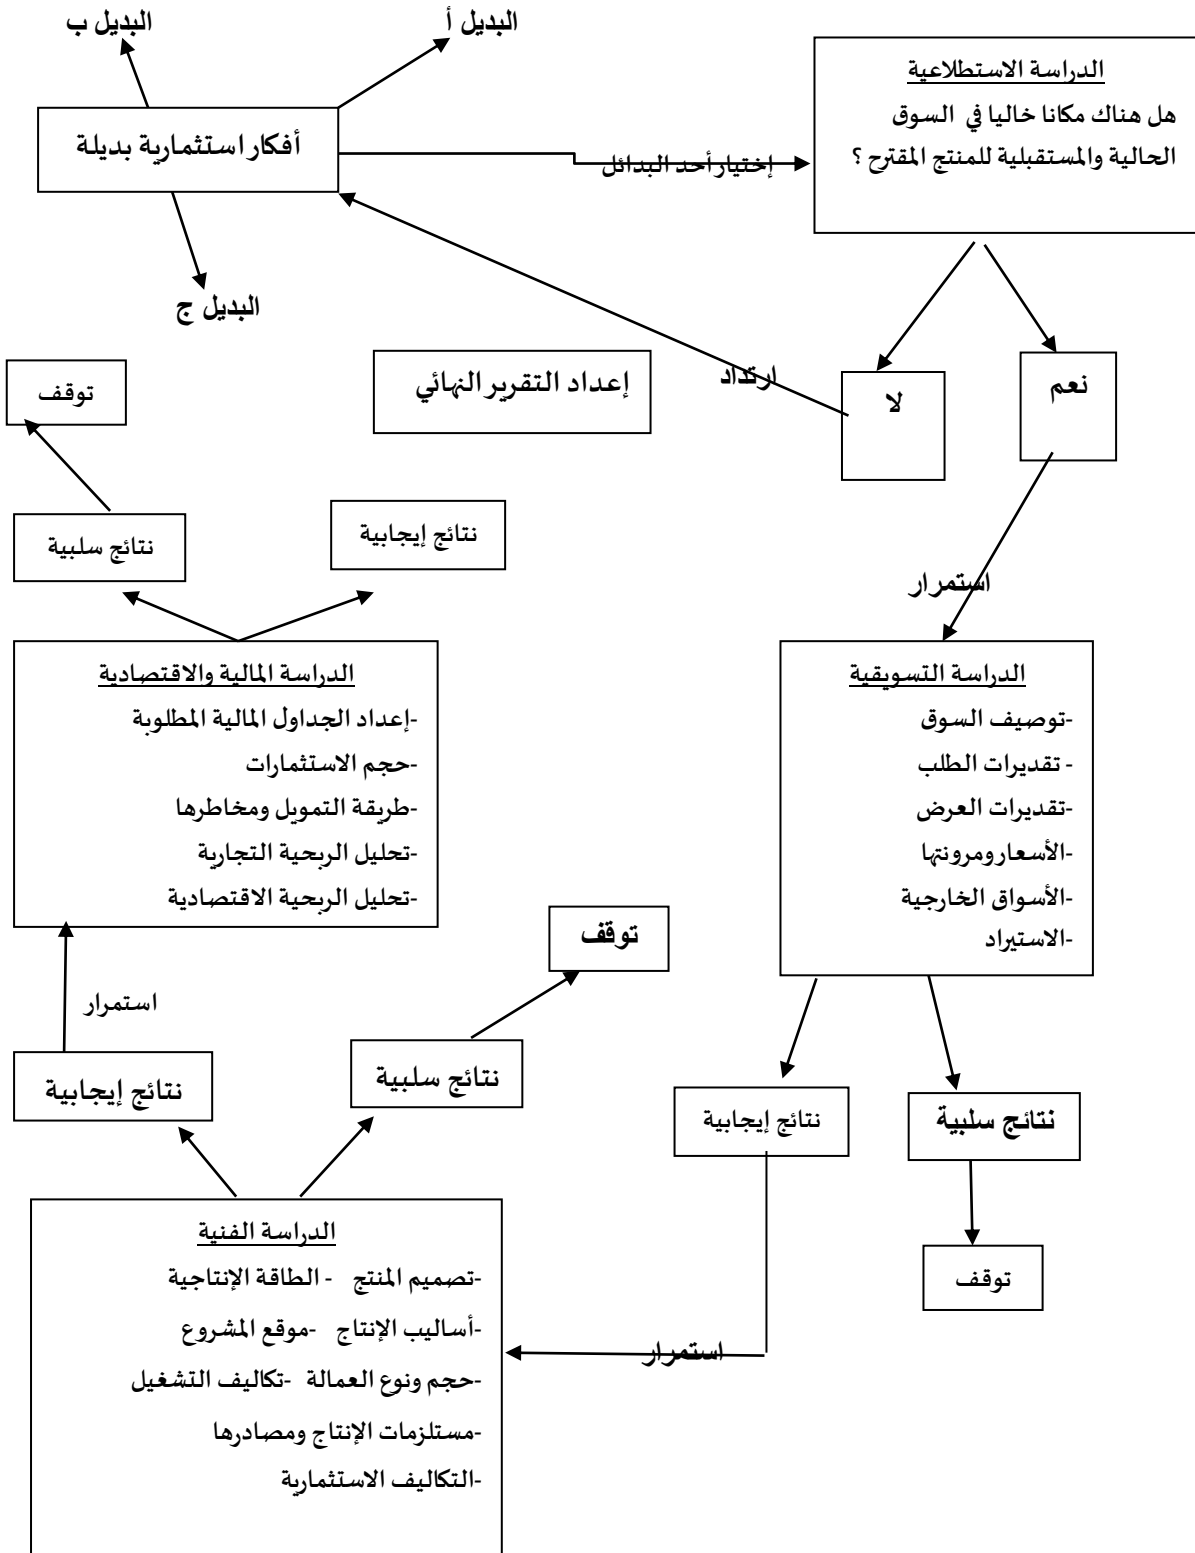 البديل أ
البديل ب
أفكار استثمارية بديلة
إختيار أحد البدائل
البديل ج
الدراسة الاستطلاعية
هل هناك مكانا خاليا في السوق
الحالية والمستقبلية للمنتج المقترح ؟
نعم
لا
ارتداد
استمرار
الدراسة التسويقية
-توصيف السوق
- تقديرات الطلب
-تقديرات العرض
-الأسعار ومرونتها
-الأسواق الخارجية
-الاستيراد
نتائج سلبية
توقف
نتائج إيجابية
استمرار
الدراسة الفنية
-تصميم المنتج - الطاقة الإنتاجية
-أساليب الإنتاج -موقع المشروع
-حجم ونوع العمالة -تكاليف التشغيل
-مستلزمات الإنتاج ومصادرها
-التكاليف الاستثمارية
نتائج سلبية
توقف
نتائج إيجابية
استمرار
الدراسة المالية والاقتصادية
-إعداد الجداول المالية المطلوبة
-حجم الاستثمارات
-طريقة التمويل ومخاطرها
-تحليل الربحية التجارية
-تحليل الربحية الاقتصادية
نتائج إيجابية
نتائج سلبية
توقف
إعداد التقرير النهائي